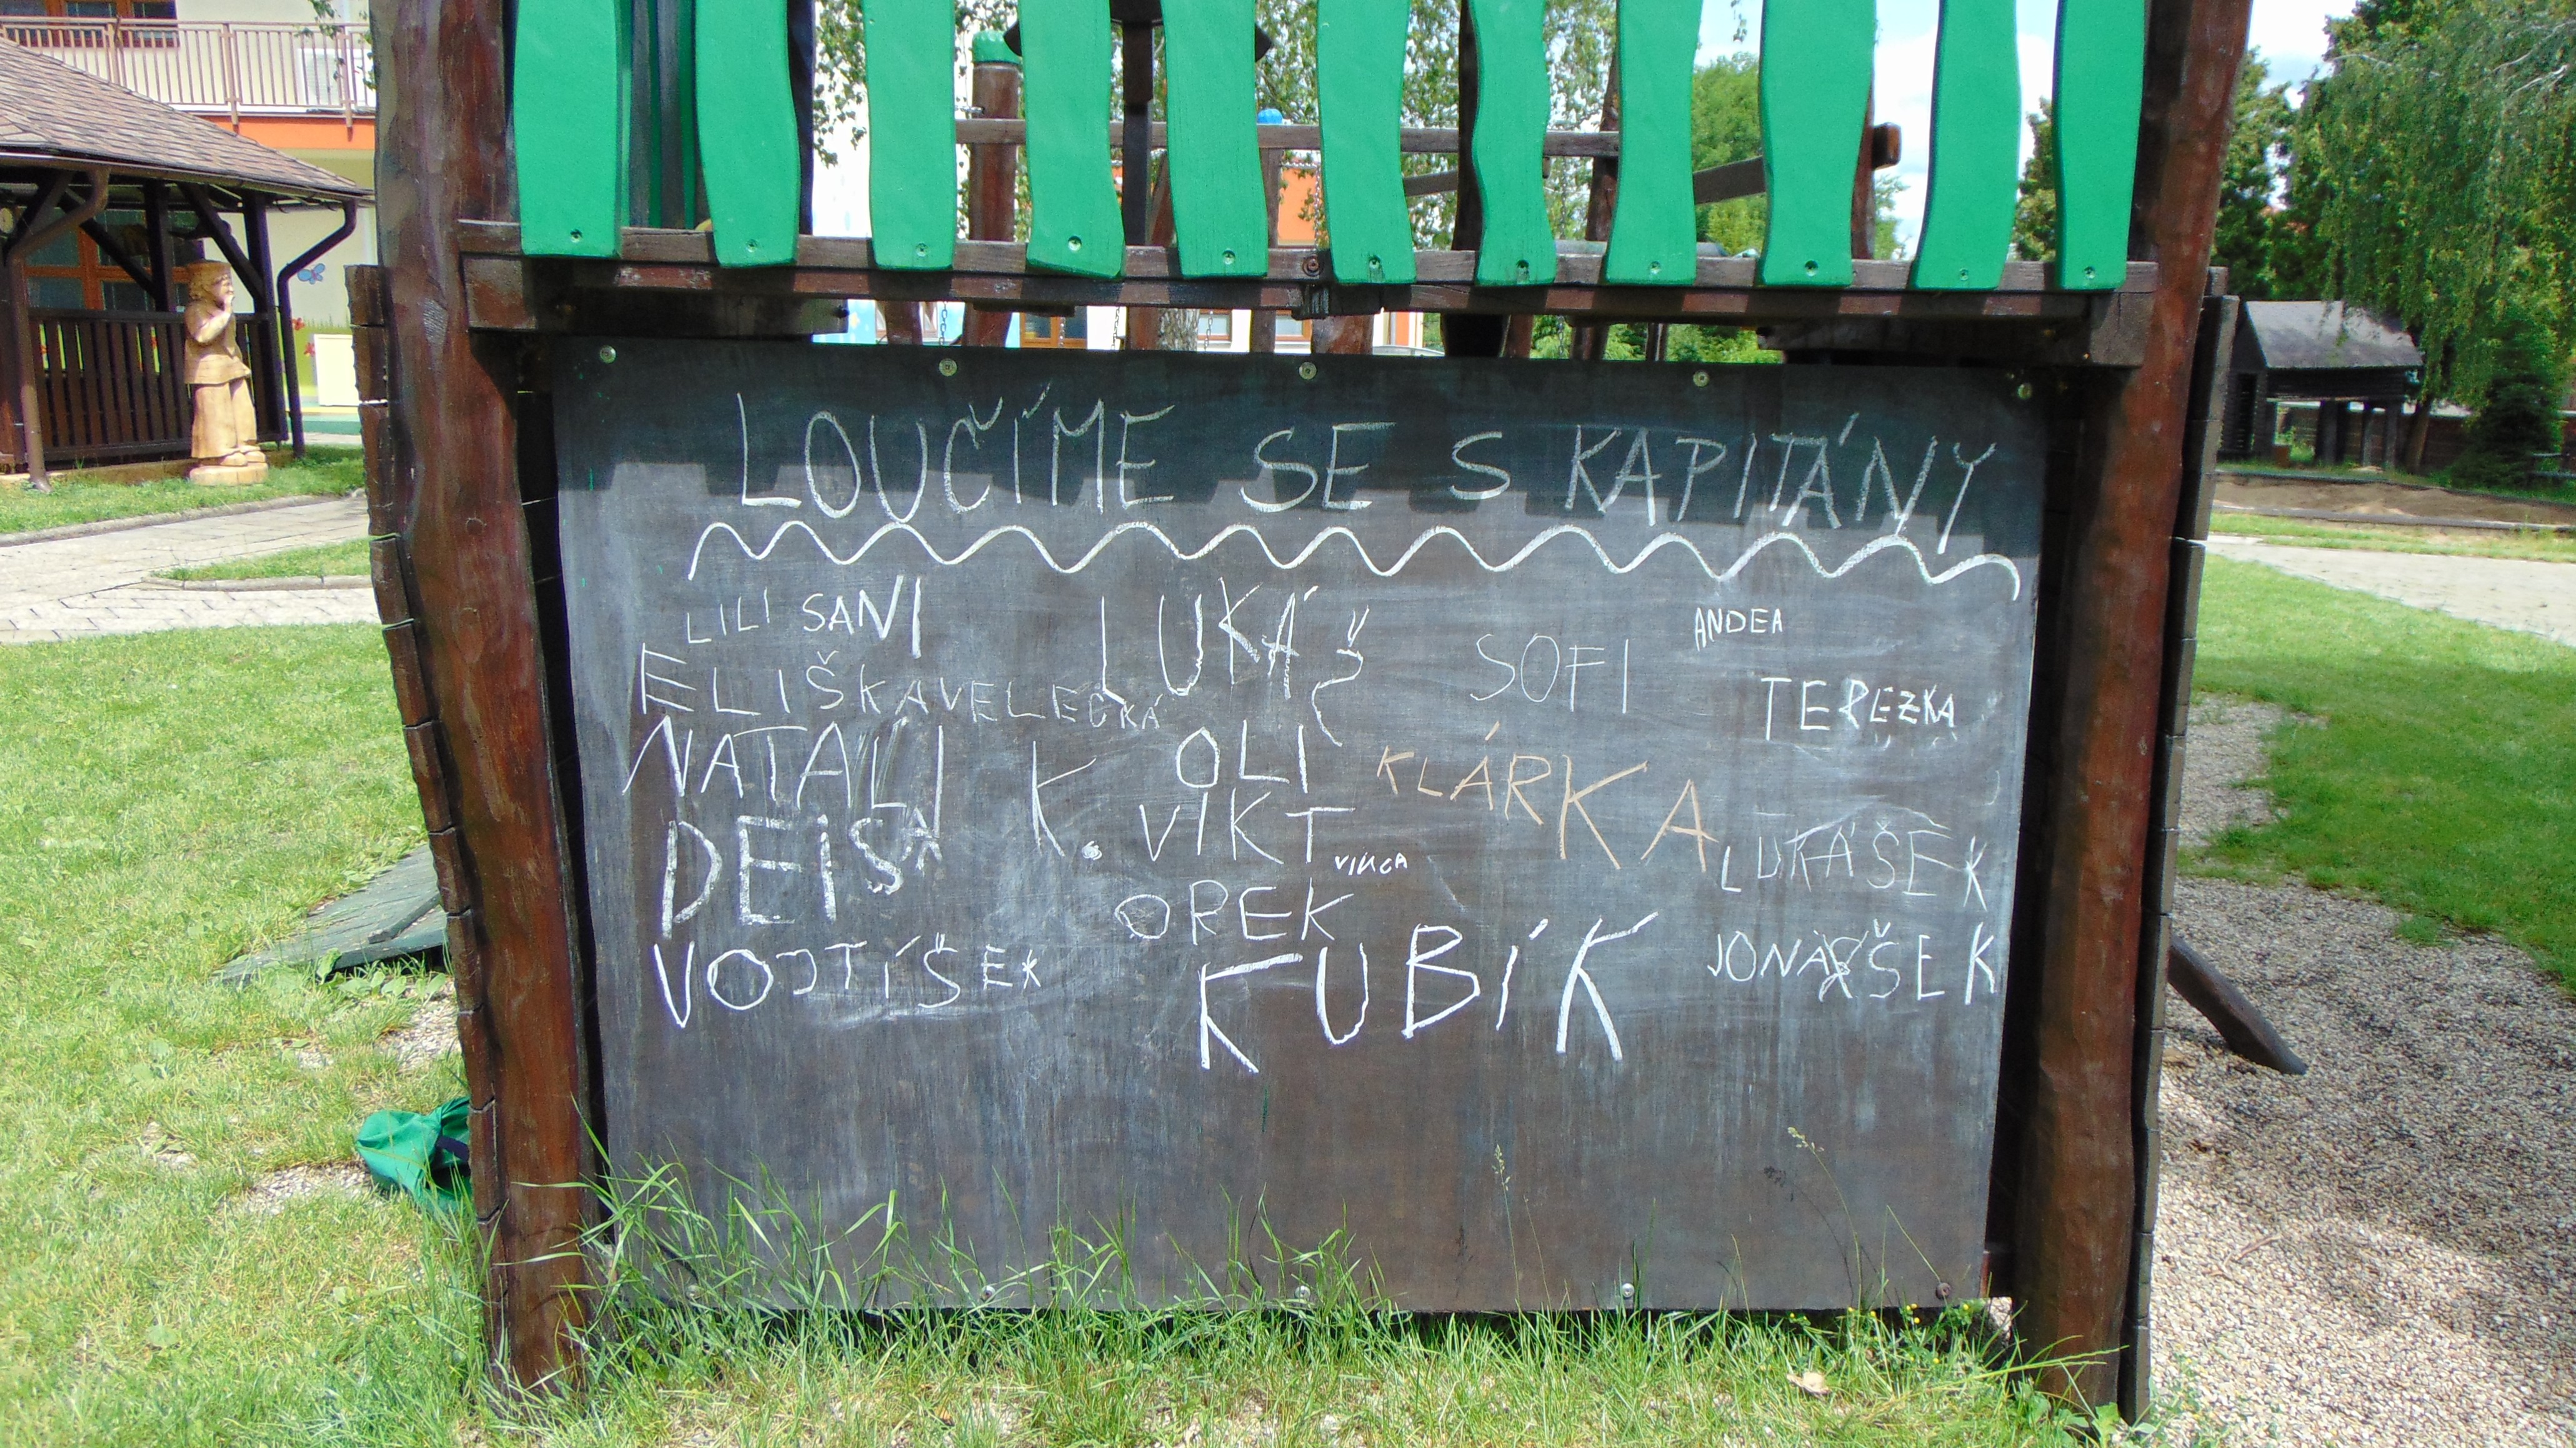 LOUČÍME SE S KAPITÁNY
LILI SANI
LUKÁŠ
SOFI
ANDEA
ELIŠKAVELECKÁ
TEREZKA
NATALI K.
OLI
KLÁRKA
DEISA
VIKT
LUKÁŠEK
OREK
VOJTÍŠEK
KUBÍK
JONÁŠEK